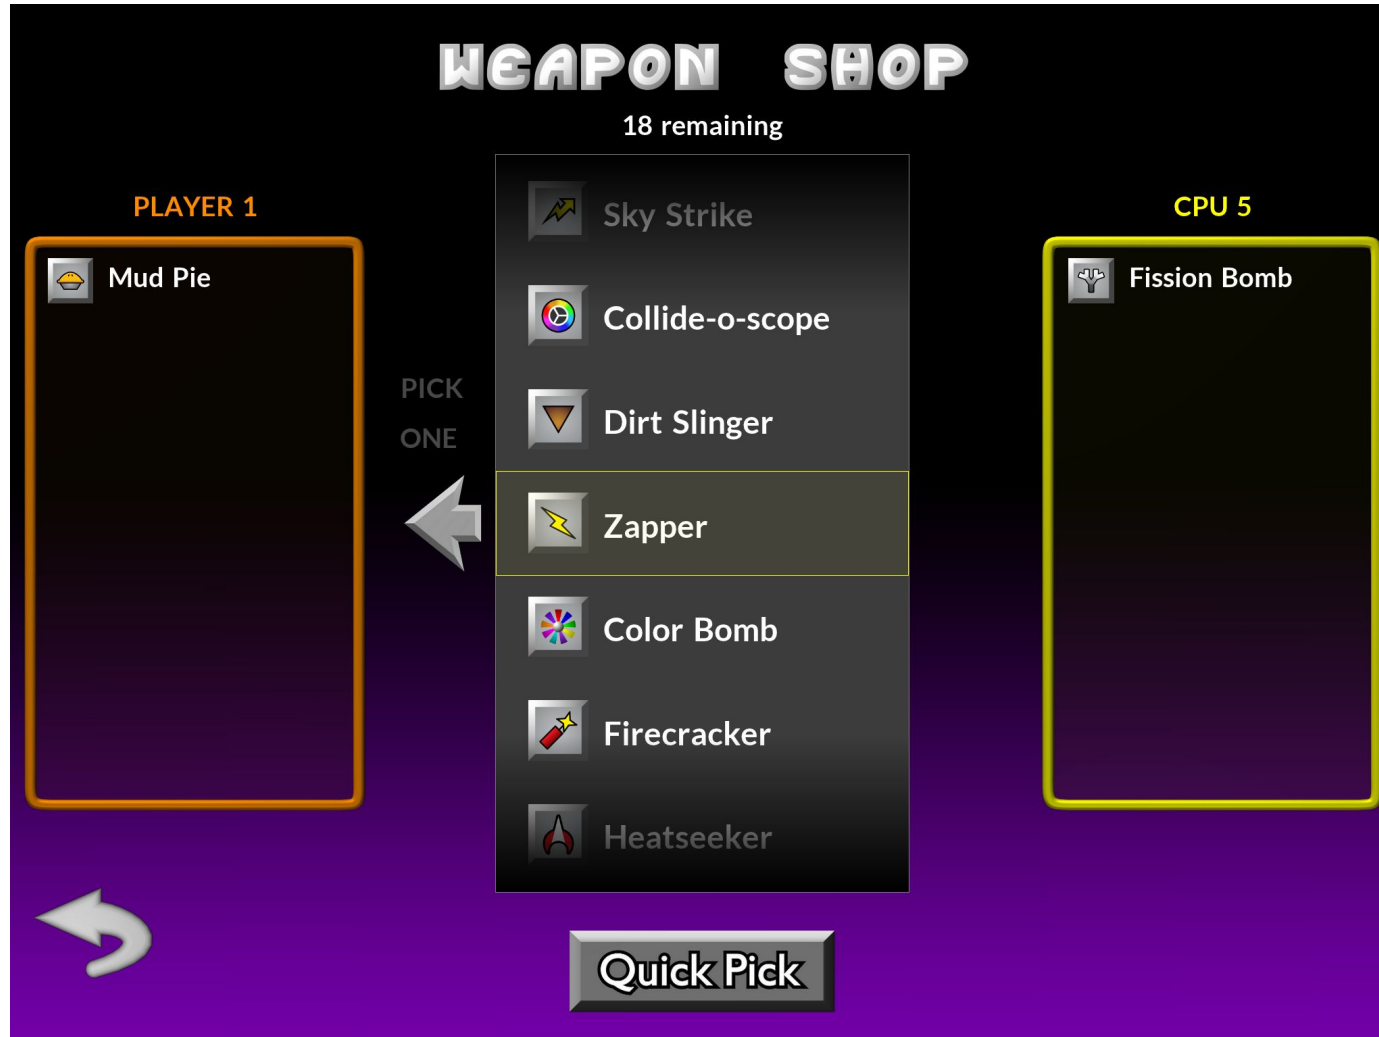 WEAPON SHOP
18 remaining
PLAYER 1
Mud Pie
PICK
ONE
Sky Strike
Collide-o-scope
Dirt Slinger
Zapper
Color Bomb
Firecracker
Heatseeker
CPU 5
Fission Bomb
Quick Pick